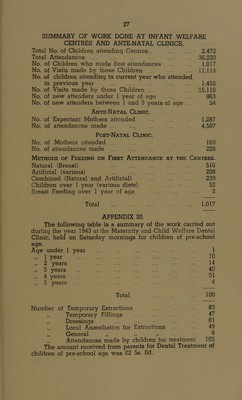 27
SUMMARY OF WORK DONE AT INFANT WELFARE
CENTRES AND ANTE-NATAL CLINICS.
Total No. of Children attending Centres... 2,472
Total Attendances 36,230
No. of Children who made first attendances 1,017
No. of Visits made by these Children 11,114
No. of children attending in current year who attended
in previous year 1,455
No. of Visits made by these Children 15,116
No. of new attenders under 1 year of age 963
No. of new attenders between 1 and 5 years of age 54
ANTE-NATAL CLINIC.
No. of Expectant Mothers attended 1,287
No. of attendances made 4,597
POST-NATAL CLINIC.
No. of Mothers attended 169
No. of attendances made 228
METHODS OF FEEDING ON FIRST ATTENDANCE AT THE CENTRES.
Natural (Breast) 516
Artificial (various) 208
Combined (Natural and Artificial) 239
Children over 1 year (various diets) 52
Breast Feeding over 1 year of age 2
Total 1,017
APPENDIX 20.
The following table is a summary of the work carried out
during the year 1943 at the Maternity and Child Welfare Dental
Clinic, held on Saturday mornings for children of pre-school
age.
Age under 1 year 1
„ 1 year 10
„ 2 years 14
„ 3 years 40
„ 4 years 31
„ 5 years 4
Total 100
Number of Temporary Extractions 83
„ Temporary Fillings 47
„ Dressings 81
„ Local Anæsthetics for Extractions 49
„ General „ „ „ 8
Attendances made by children for treatment 103
The amount received from parents for Dental Treatment of
children of pre-school age was £2 5s. 0d.